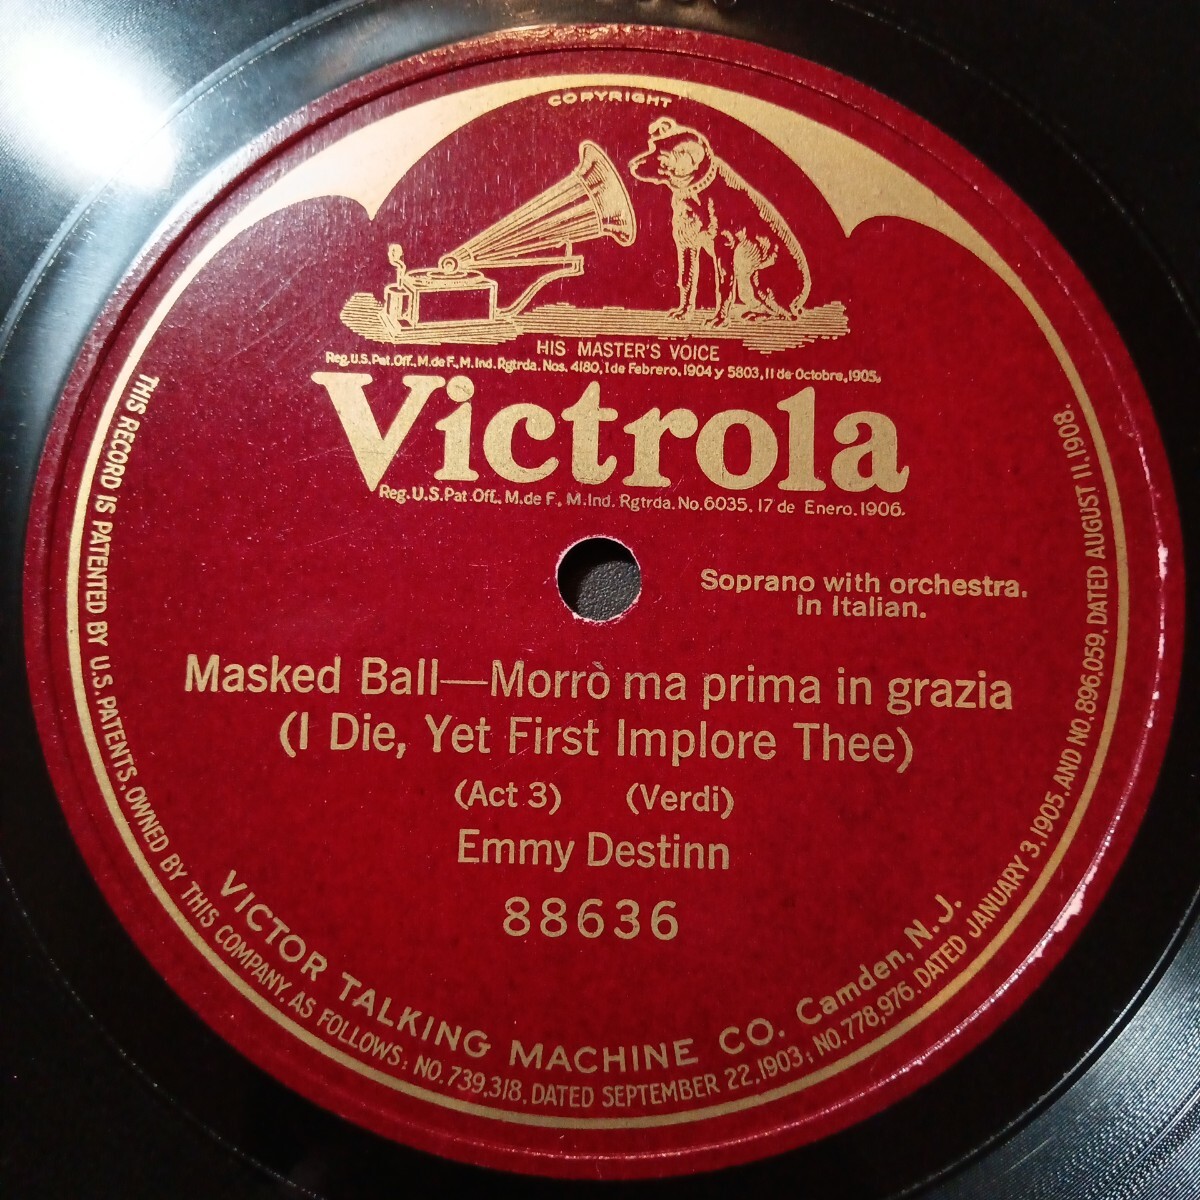 COPYRIGHT
HIS MASTER'S VOICE
Reg.U.S.Pat.Off., M.de F., M.Ind. Rgtrda. Nos. 4180, 1 de Febrero, 1904 y 5803, 11 de Octobre, 1905.
Victrola
Reg.U.S.Pat.Off., M.de F., M.Ind. Rgtrda. No. 6035, 17 de Enero, 1906.
Soprano with orchestra.
In Italian.
Masked Ball—Morrò ma prima in grazia
(I Die, Yet First Implore Thee)
(Act 3) (Verdi)
Emmy Destinn
88636
VICTOR TALKING MACHINE CO. Camden, N.J.
THIS RECORD IS PATENTED BY U.S. PATENTS, OWNED BY THIS COMPANY, AS FOLLOWS: NO. 739,318, DATED SEPTEMBER 22, 1903; NO. 778,976, DATED JANUARY 3, 1905, AND NO. 896,059, DATED AUGUST 11, 1908.